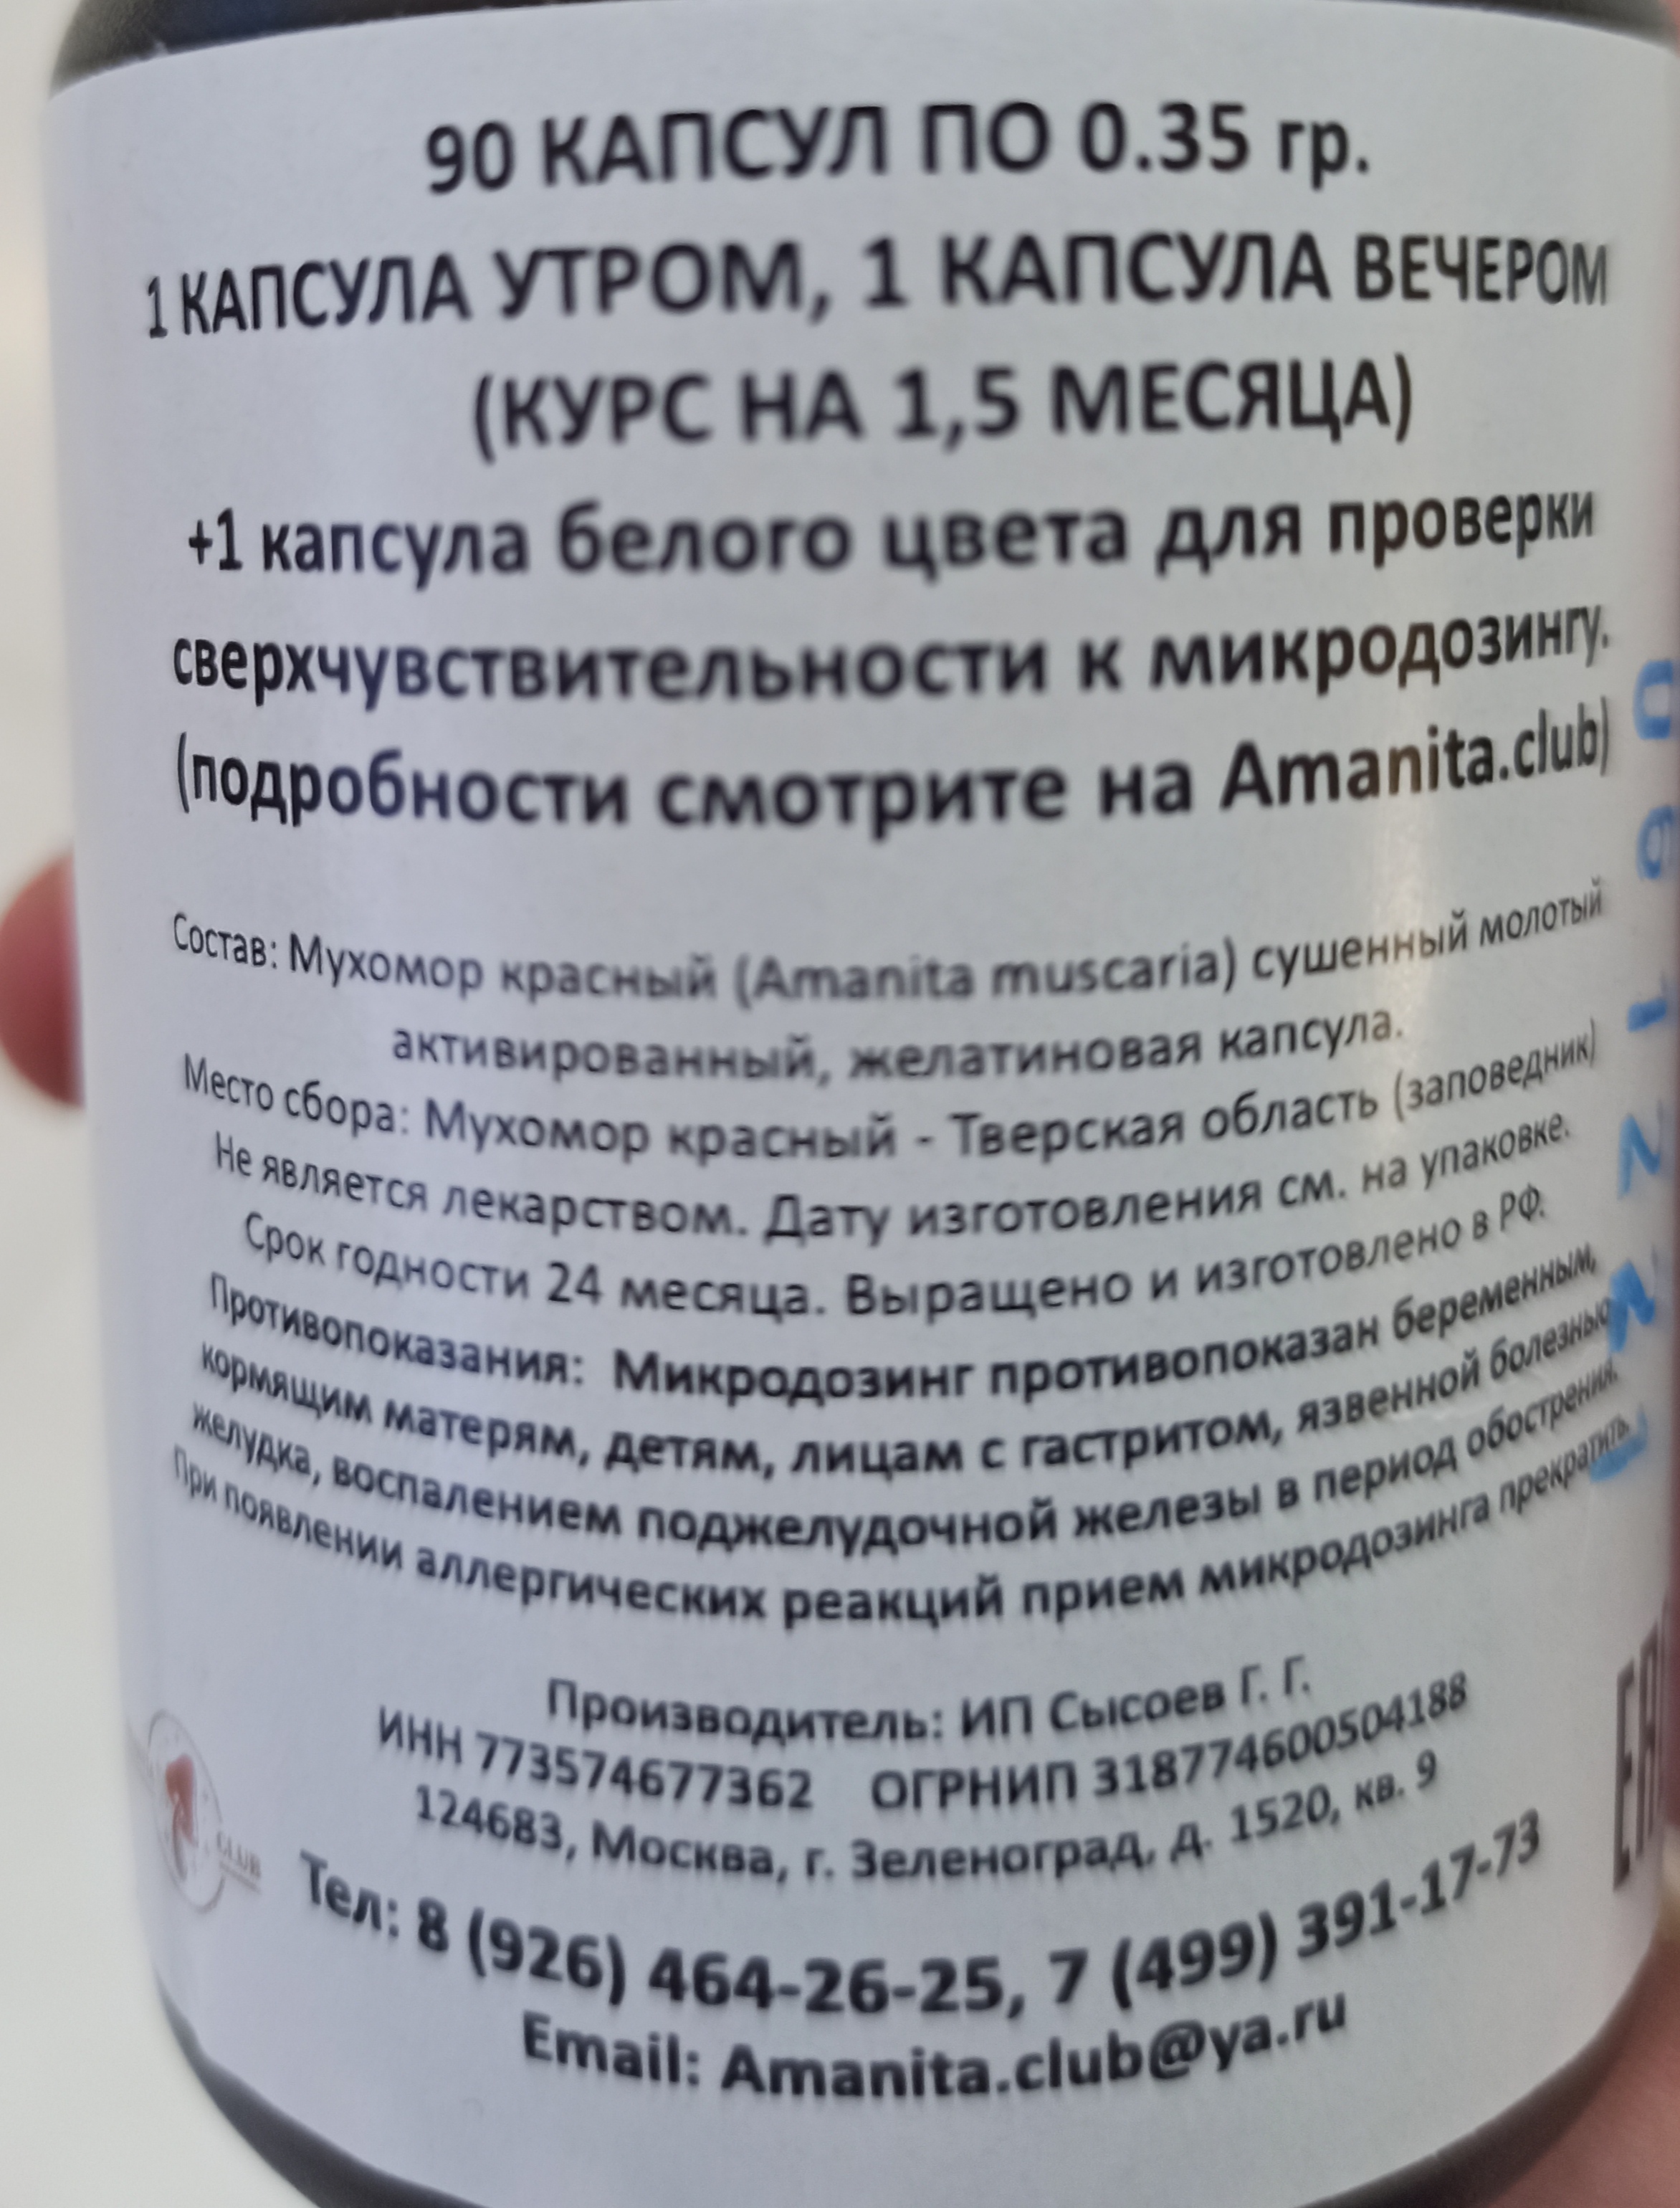 90 КАПСУЛ ПО 0.35 гр.
1 КАПСУЛА УТРОМ, 1 КАПСУЛА ВЕЧЕРОМ
(КУРС НА 1,5 МЕСЯЦА)
+1 капсула белого цвета для проверки
сверхчувствительности к микродозингу.
(подробности смотрите на Amanita.club)
Состав: Мухомор красный (Amanita muscaria) сушенный молотый
активированный, желатиновая капсула.
Место сбора: Мухомор красный - Тверская область (заповедник)
Не является лекарством. Дату изготовления см. на упаковке.
Срок годности 24 месяца. Выращено и изготовлено в РФ.
Противопоказания: Микродозинг противопоказан беременным,
кормящим матерям, детям, лицам с гастритом, язвенной болезнью
желудка, воспалением поджелудочной железы в период обострения.
При появлении аллергических реакций прием микродозинга прекратить.
Производитель: ИП Сысоев Г. Г.
ИНН 773574677362 ОГРНИП 318774600504188
124683, Москва, г. Зеленоград, д. 1520, кв. 9
Тел: 8 (926) 464-26-25, 7 (499) 391-17-73
Email: Amanita.club@ya.ru
CLUB